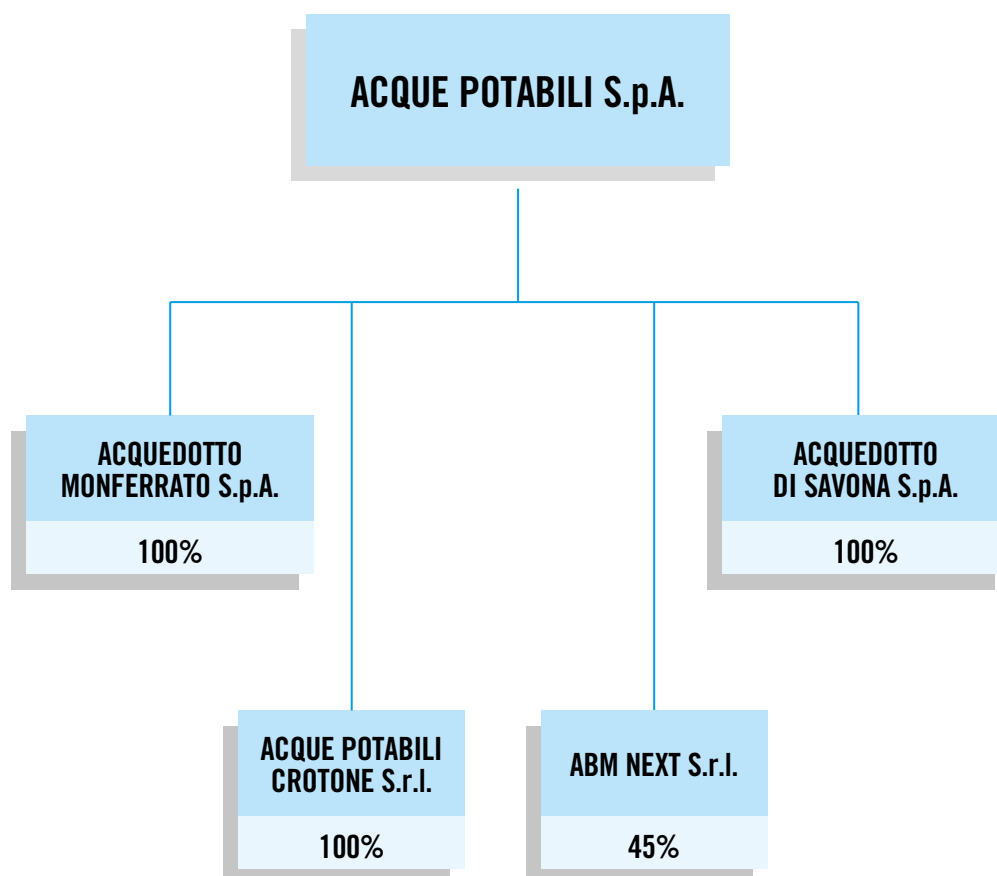 ACQUE POTABILI S.p.A.
ACQUEDOTTO
MONFERRATO S.p.A.
100%
ACQUEDOTTO
DI SAVONA S.p.A.
100%
ACQUE POTABILI
CROTONE S.r.l.
100%
ABM NEXT S.r.l.
45%